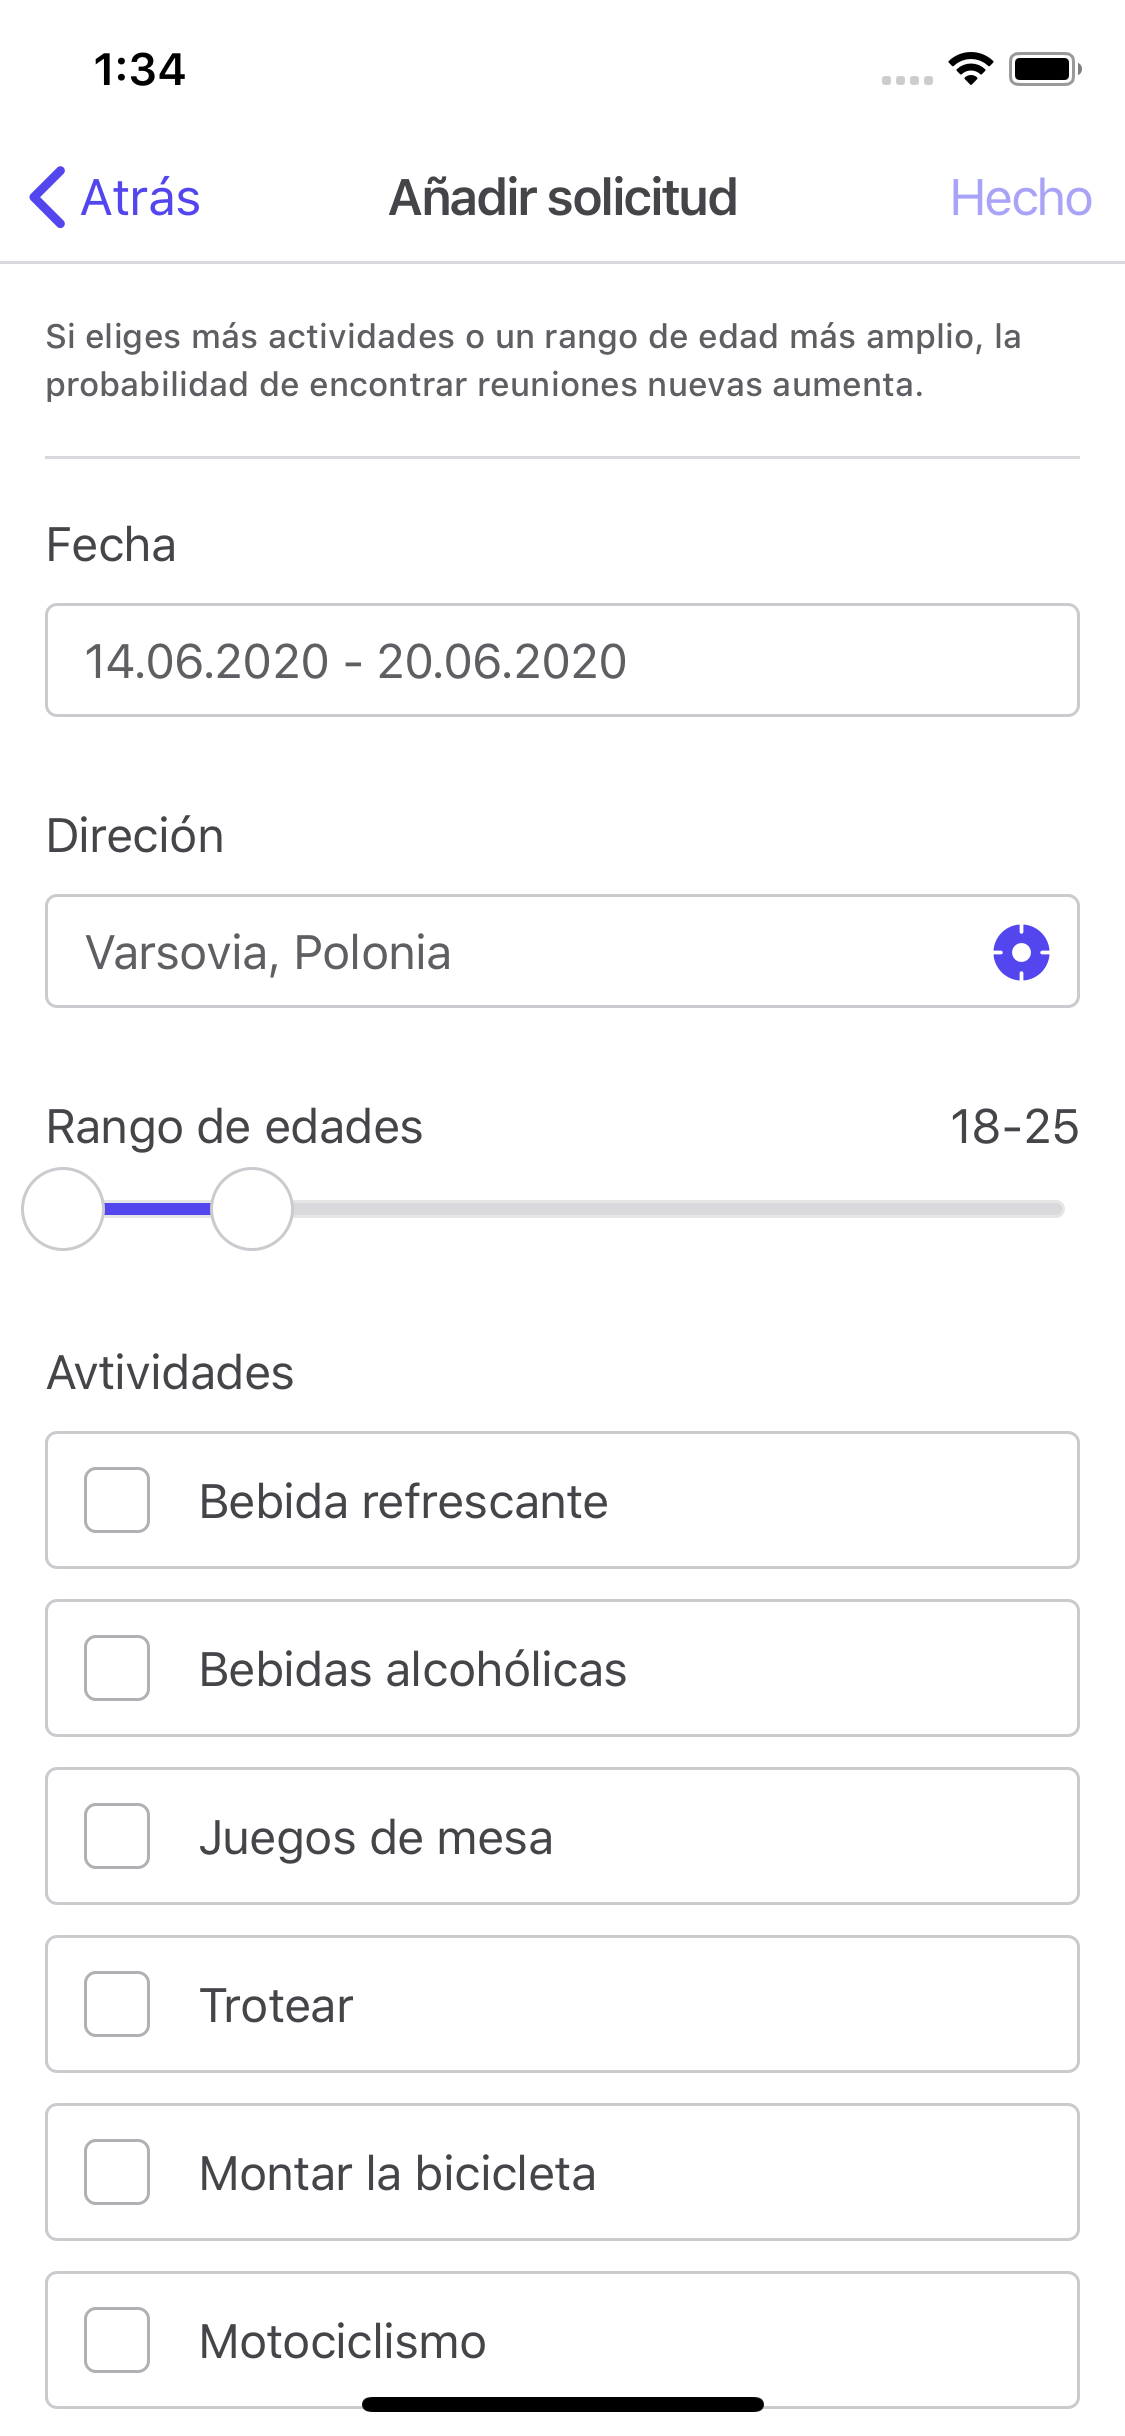 1:34
Atrás
Añadir solicitud
Hecho
Si eliges más actividades o un rango de edad más amplio, la
probabilidad de encontrar reuniones nuevas aumenta.
Fecha
14.06.2020 - 20.06.2020
Direción
Varsovia, Polonia
Rango de edades
18-25
Avtividades
Bebida refrescante
Bebidas alcohólicas
Juegos de mesa
Trotear
Montar la bicicleta
Motociclismo